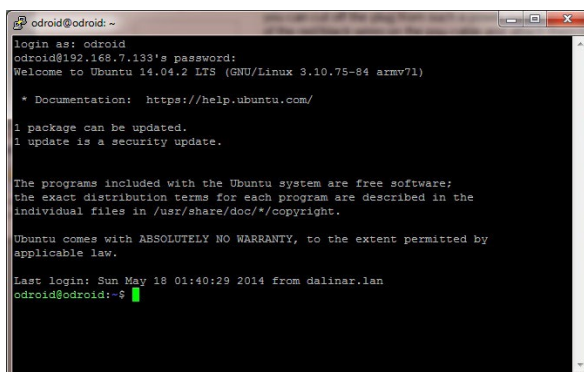 odroid@odroid: ~
login as: odroid
odroid@192.168.7.133's password:
Welcome to Ubuntu 14.04.2 LTS (GNU/Linux 3.10.75-84 armv7l)
* Documentation: https://help.ubuntu.com/
1 package can be updated.
1 update is a security update.
The programs included with the Ubuntu system are free software;
the exact distribution terms for each program are described in the
individual files in /usr/share/doc/*/copyright.
Ubuntu comes with ABSOLUTELY NO WARRANTY, to the extent permitted by
applicable law.
Last login: Sun May 18 01:40:29 2014 from dalinar.lan
odroid@odroid:~$